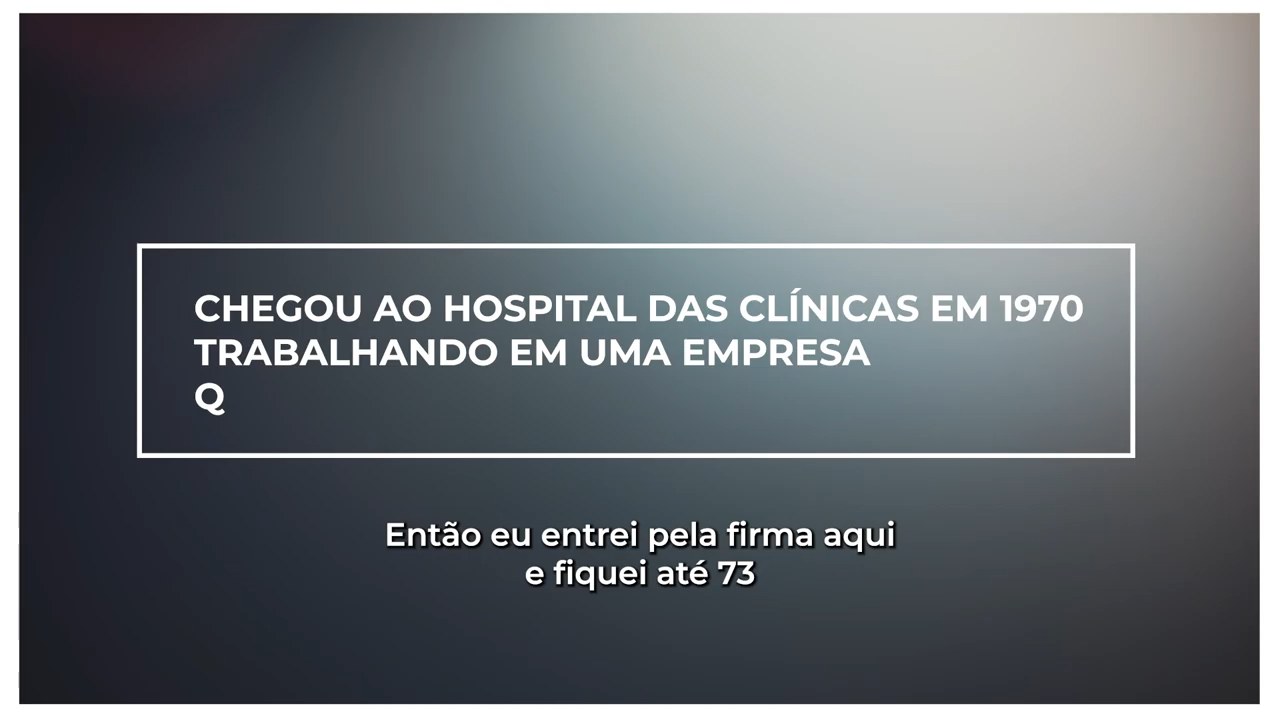 CHEGOU AO HOSPITAL DAS CLÍNICAS EM 1970
TRABALHANDO EM UMA EMPRESA
Q
Então eu entrei pela firma aqui
e fiquei até 73